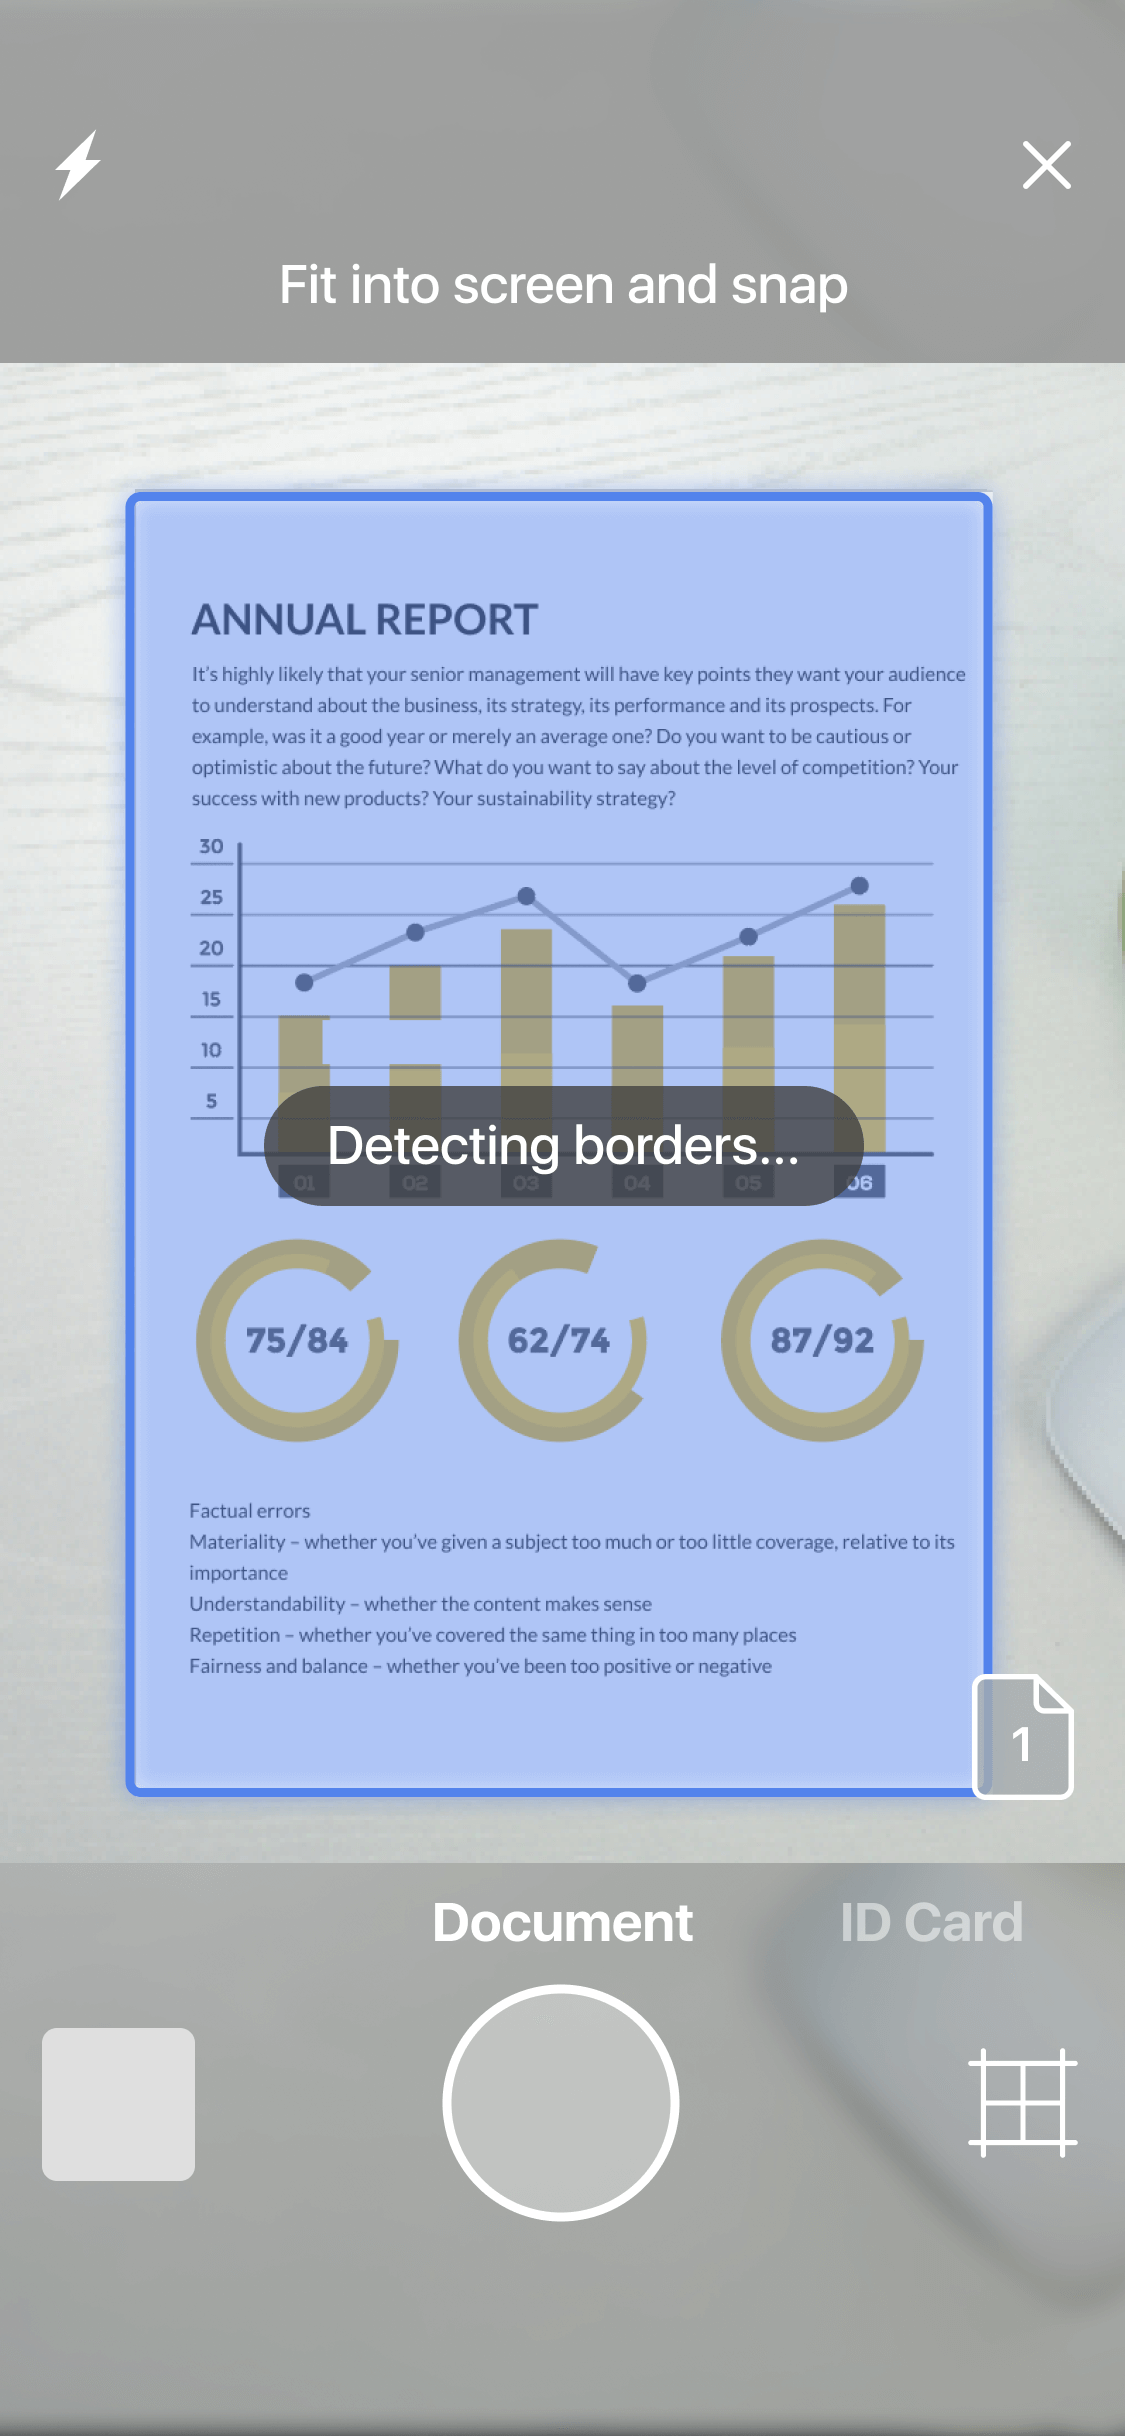 Fit into screen and snap
ANNUAL REPORT
It’s highly likely that your senior management will have key points they want your audience
to understand about the business, its strategy, its performance and its prospects. For
example, was it a good year or merely an average one? Do you want to be cautious or
optimistic about the future? What do you want to say about the level of competition? Your
success with new products? Your sustainability strategy?
30
25
20
15
10
5
Detecting borders...
01 02 03 04 05 06
75/84 62/74 87/92
Factual errors
Materiality – whether you’ve given a subject too much or too little coverage, relative to its
importance
Understandability – whether the content makes sense
Repetition – whether you’ve covered the same thing in too many places
Fairness and balance – whether you’ve been too positive or negative
1
Document ID Card